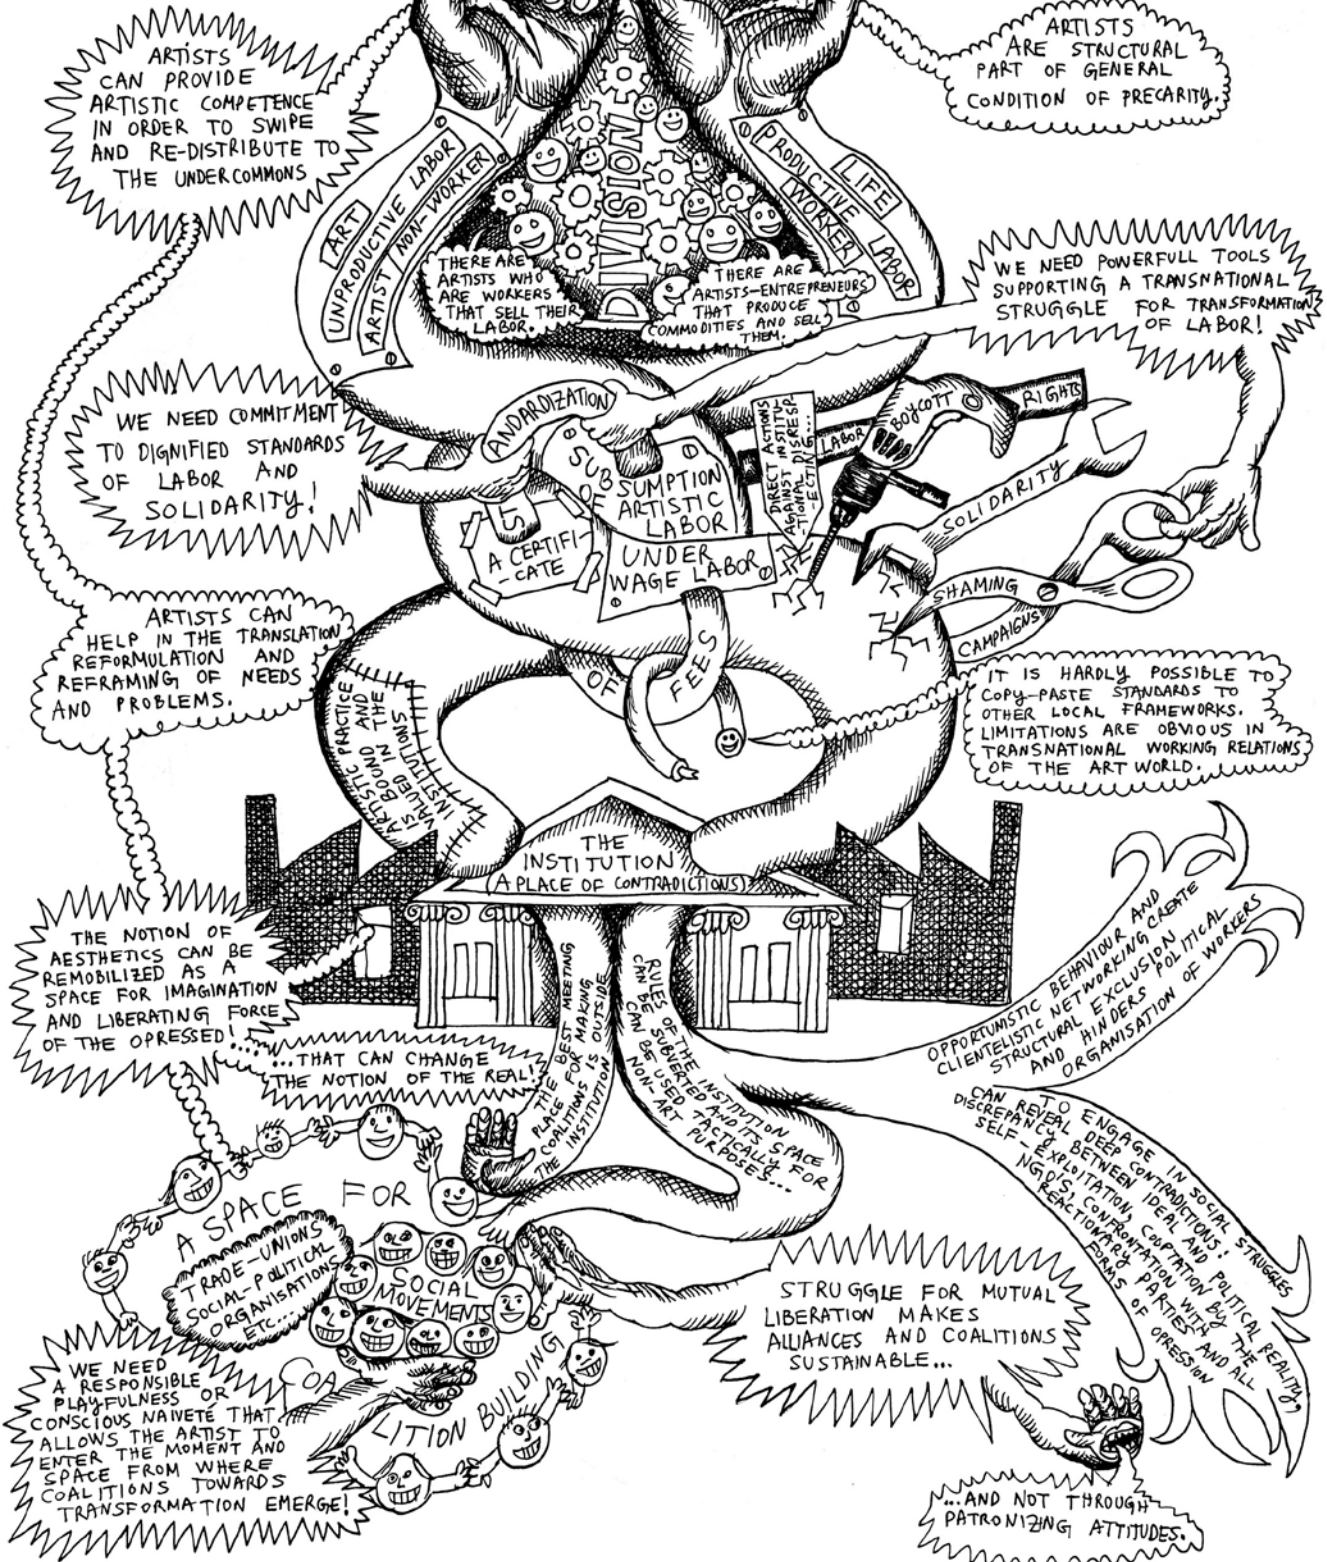 ARTISTS
CAN PROVIDE
ARTISTIC COMPETENCE
IN ORDER TO SWIPE
AND RE-DISTRIBUTE TO
THE UNDERCOMMONS
ARTISTS
ARE STRUCTURAL
PART OF GENERAL
CONDITION OF PRECARITY.
ART
UNPRODUCTIVE LABOR
ARTIST / NON-WORKER
DIVISION
LIFE
PRODUCTIVE LABOR
WORKER
THERE ARE
ARTISTS WHO
ARE WORKERS
THAT SELL THEIR
LABOR.
THERE ARE
ARTISTS-ENTREPRENEURS
THAT PRODUCE
COMMODITIES AND SELL
THEM.
WE NEED POWERFULL TOOLS
SUPPORTING A TRANSNATIONAL
STRUGGLE FOR TRANSFORMATION
OF LABOR!
WE NEED COMMITMENT
TO DIGNIFIED STANDARDS
OF LABOR AND
SOLIDARITY!
ST
ANDARDIZATION
OF
FEES
SUBSUMPTION
OF ARTISTIC
LABOR
UNDER
WAGE LABOR
A CERTIFI-
-CATE
DIRECT ACTIONS
AGAINST INSTITU-
-TIONAL DISRESP-
-ECTING...
LABOR
RIGHTS
BOYCOTT
SOLIDARITY
SHAMING
CAMPAIGNS
ARTISTS CAN
HELP IN THE TRANSLATION
REFORMULATION AND
REFRAMING OF NEEDS
AND PROBLEMS.
IT IS HARDLY POSSIBLE TO
COPY-PASTE STANDARDS TO
OTHER LOCAL FRAMEWORKS.
LIMITATIONS ARE OBVIOUS IN
TRANSNATIONAL WORKING RELATIONS
OF THE ART WORLD.
ARTISTIC PRACTICE
IS BOUND AND
VALUED IN THE
INSTITUTIONS
THE
INSTITUTION
(A PLACE OF CONTRADICTIONS)
THE NOTION OF
AESTHETICS CAN BE
REMOBILIZED AS A
SPACE FOR IMAGINATION
AND LIBERATING FORCE
OF THE OPRESSED!...
...THAT CAN CHANGE
THE NOTION OF THE REAL!
THE BEST MEETING
PLACE FOR MAKING
COALITIONS IS OUTSIDE
THE INSTITUTION
RULES OF THE INSTITUTION
CAN BE SUBVERTED AND ITS SPACE
CAN BE USED TACTICALLY FOR
NON-ART PURPOSES...
OPPORTUNISTIC BEHAVIOUR AND
CLIENTELISTIC NETWORKING CREATE
STRUCTURAL EXCLUSION
AND HINDERS POLITICAL
ORGANISATION OF WORKERS
TO ENGAGE IN SOCIAL STRUGGLES
CAN REVEAL DEEP CONTRADICTIONS!
DISCREPANCY BETWEEN IDEAL AND POLITICAL REALITY,
SELF-EXPLOITATION, COOPTATION BY THE
NGO'S, CONFRONTATION WITH
REACTIONARY PARTIES AND ALL
FORMS OF OPRESSION
A SPACE FOR
COA
LITION BUILDING
TRADE-UNIONS
SOCIAL-POLITICAL
ORGANISATIONS
ETC...
SOCIAL
MOVEMENTS
STRUGGLE FOR MUTUAL
LIBERATION MAKES
ALLIANCES AND COALITIONS
SUSTAINABLE...
WE NEED
A RESPONSIBLE
PLAYFULNESS OR
CONSCIOUS NAIVETÉ THAT
ALLOWS THE ARTIST TO
ENTER THE MOMENT AND
SPACE FROM WHERE
COALITIONS TOWARDS
TRANSFORMATION EMERGE!
...AND NOT THROUGH
PATRONIZING ATTITUDES.